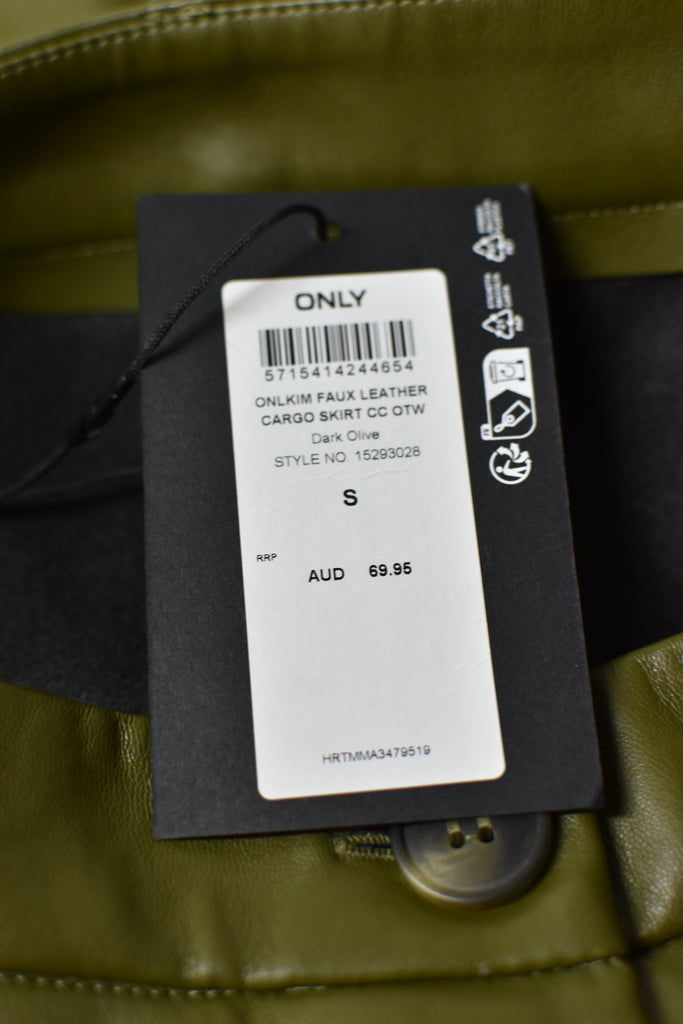 ONLY
5715414244654
ONLKIM FAUX LEATHER
CARGO SKIRT CC OTW
Dark Olive
STYLE NO. 15293028
S
RRP
AUD 69.95
HRTMMA3479519